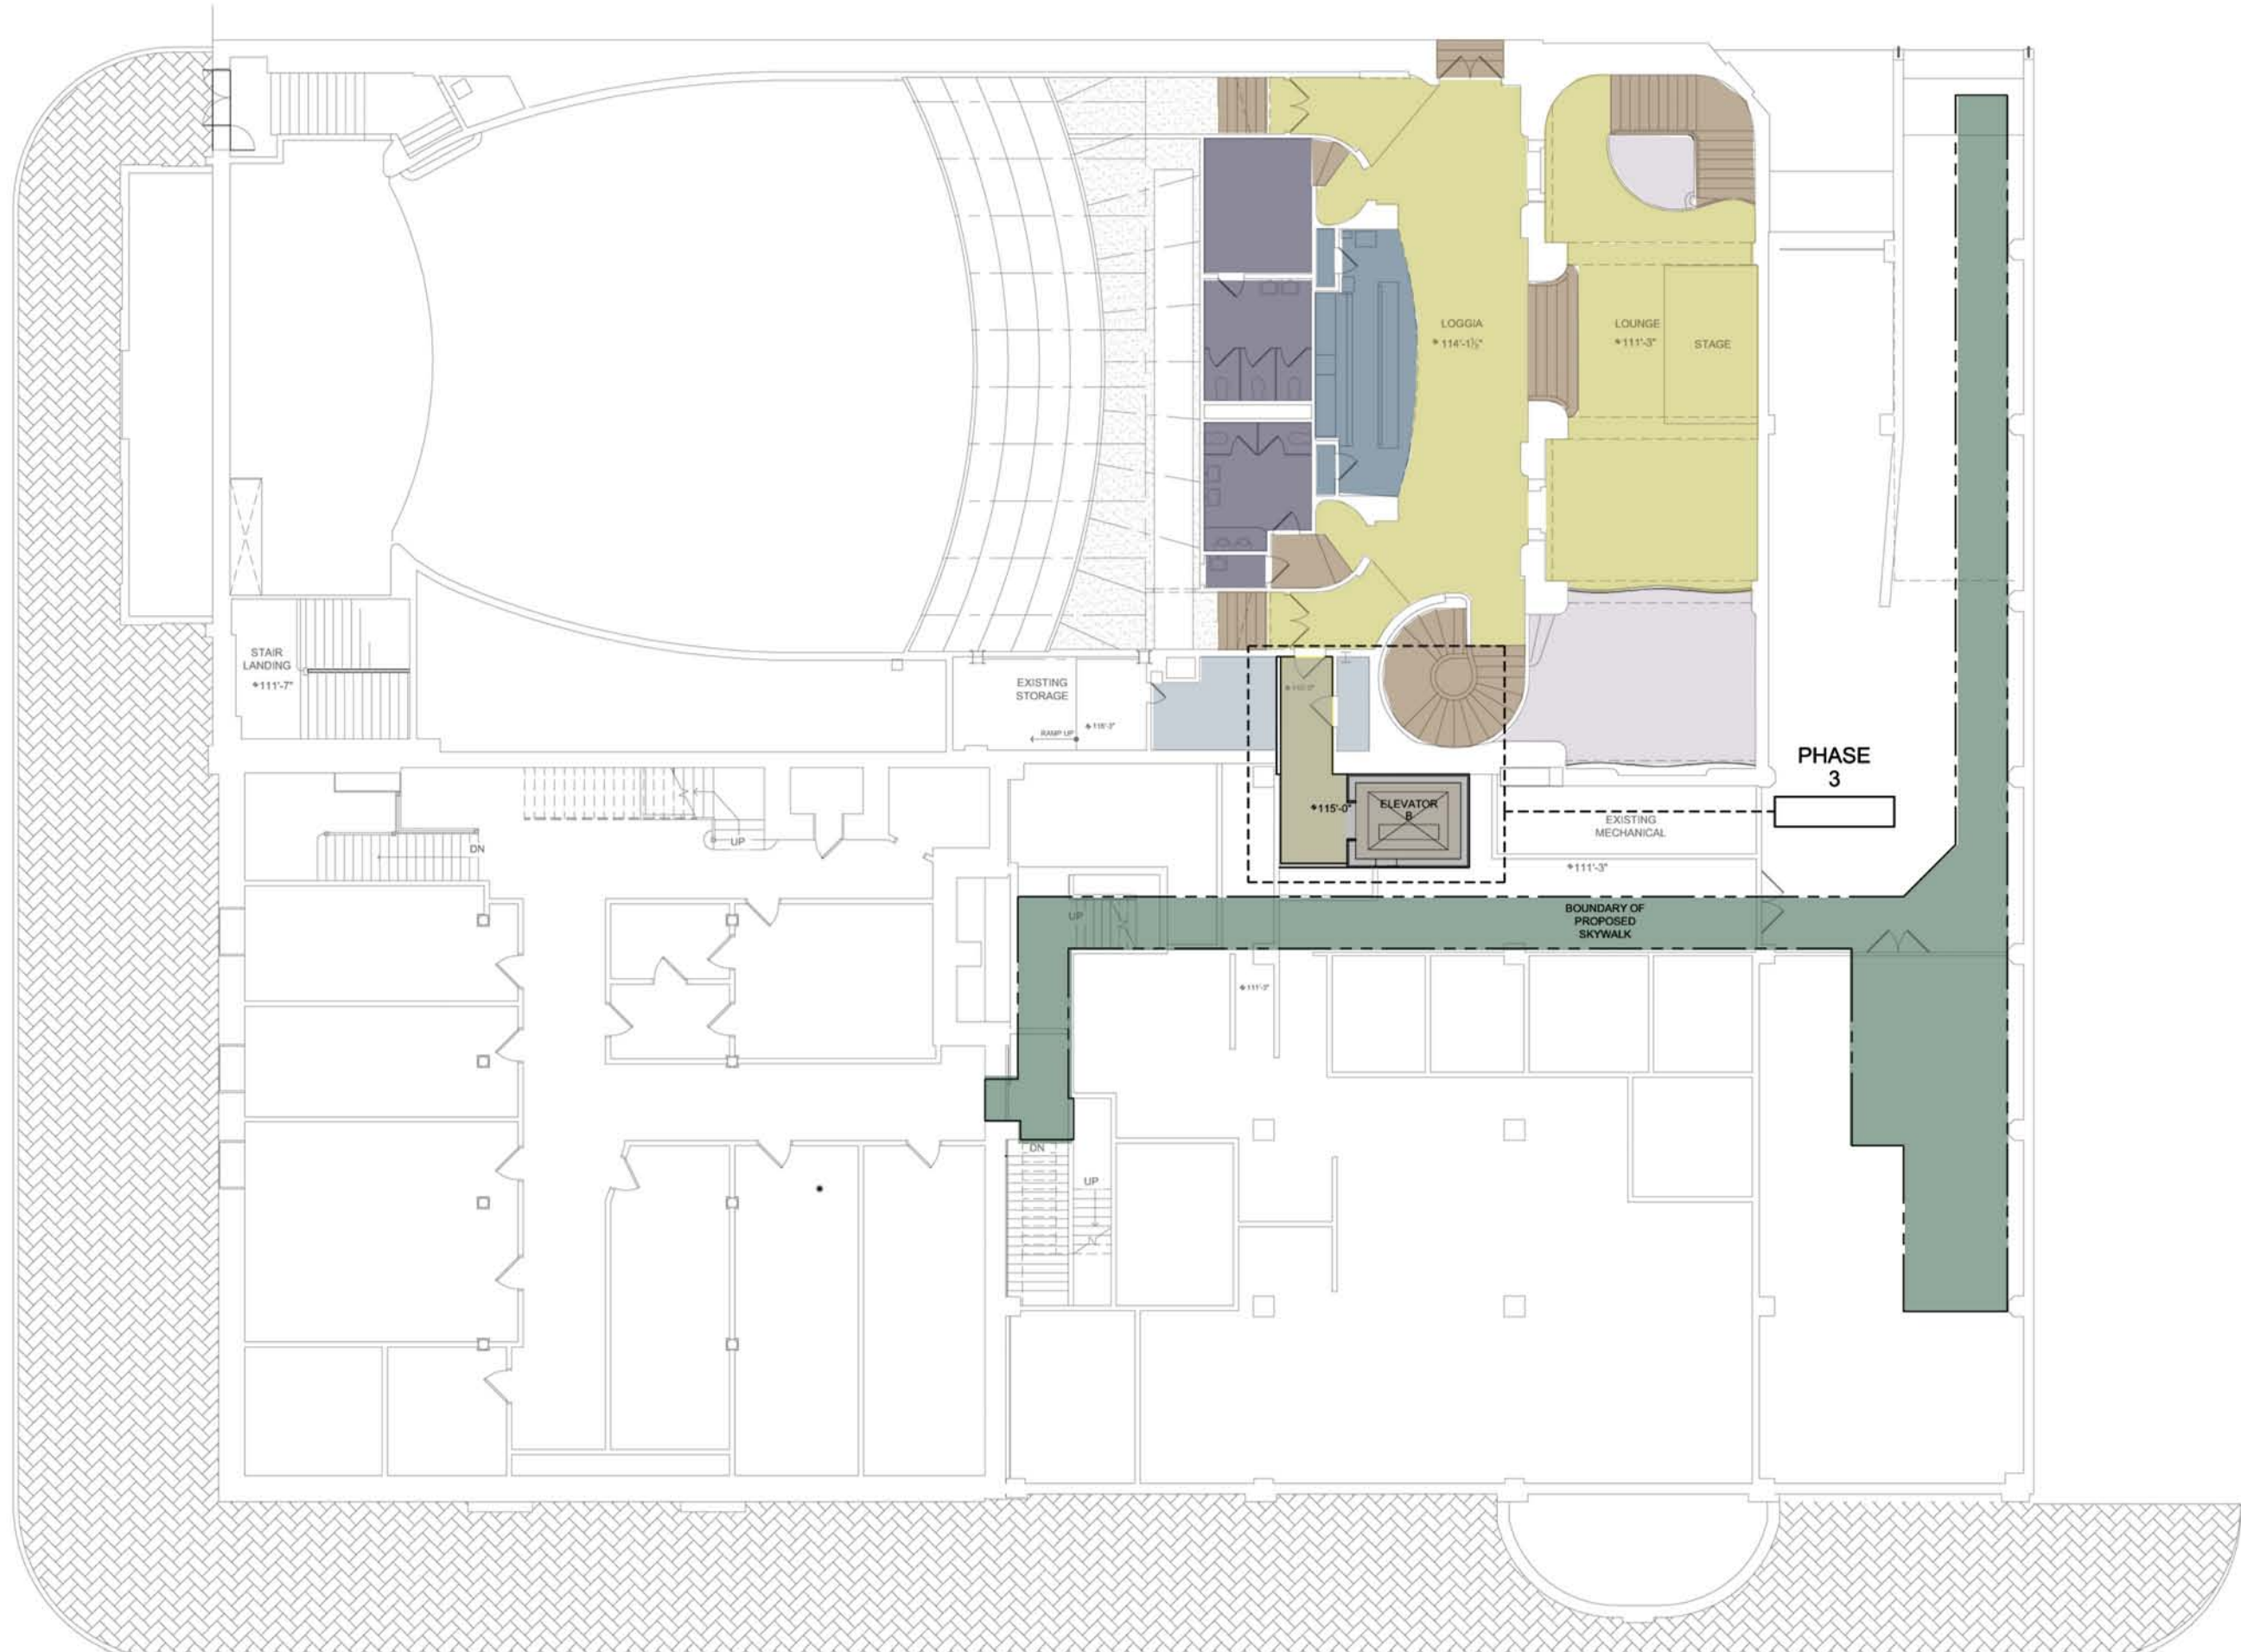 LOGGIA
114'-1½"
LOUNGE
111'-3"
STAGE
STAIR
LANDING
111'-7"
EXISTING
STORAGE
RAMP UP
PHASE
3
115'-0"
ELEVATOR
B
EXISTING
MECHANICAL
111'-3"
DN
UP
UP
BOUNDARY OF
PROPOSED
SKYWALK
DN
UP